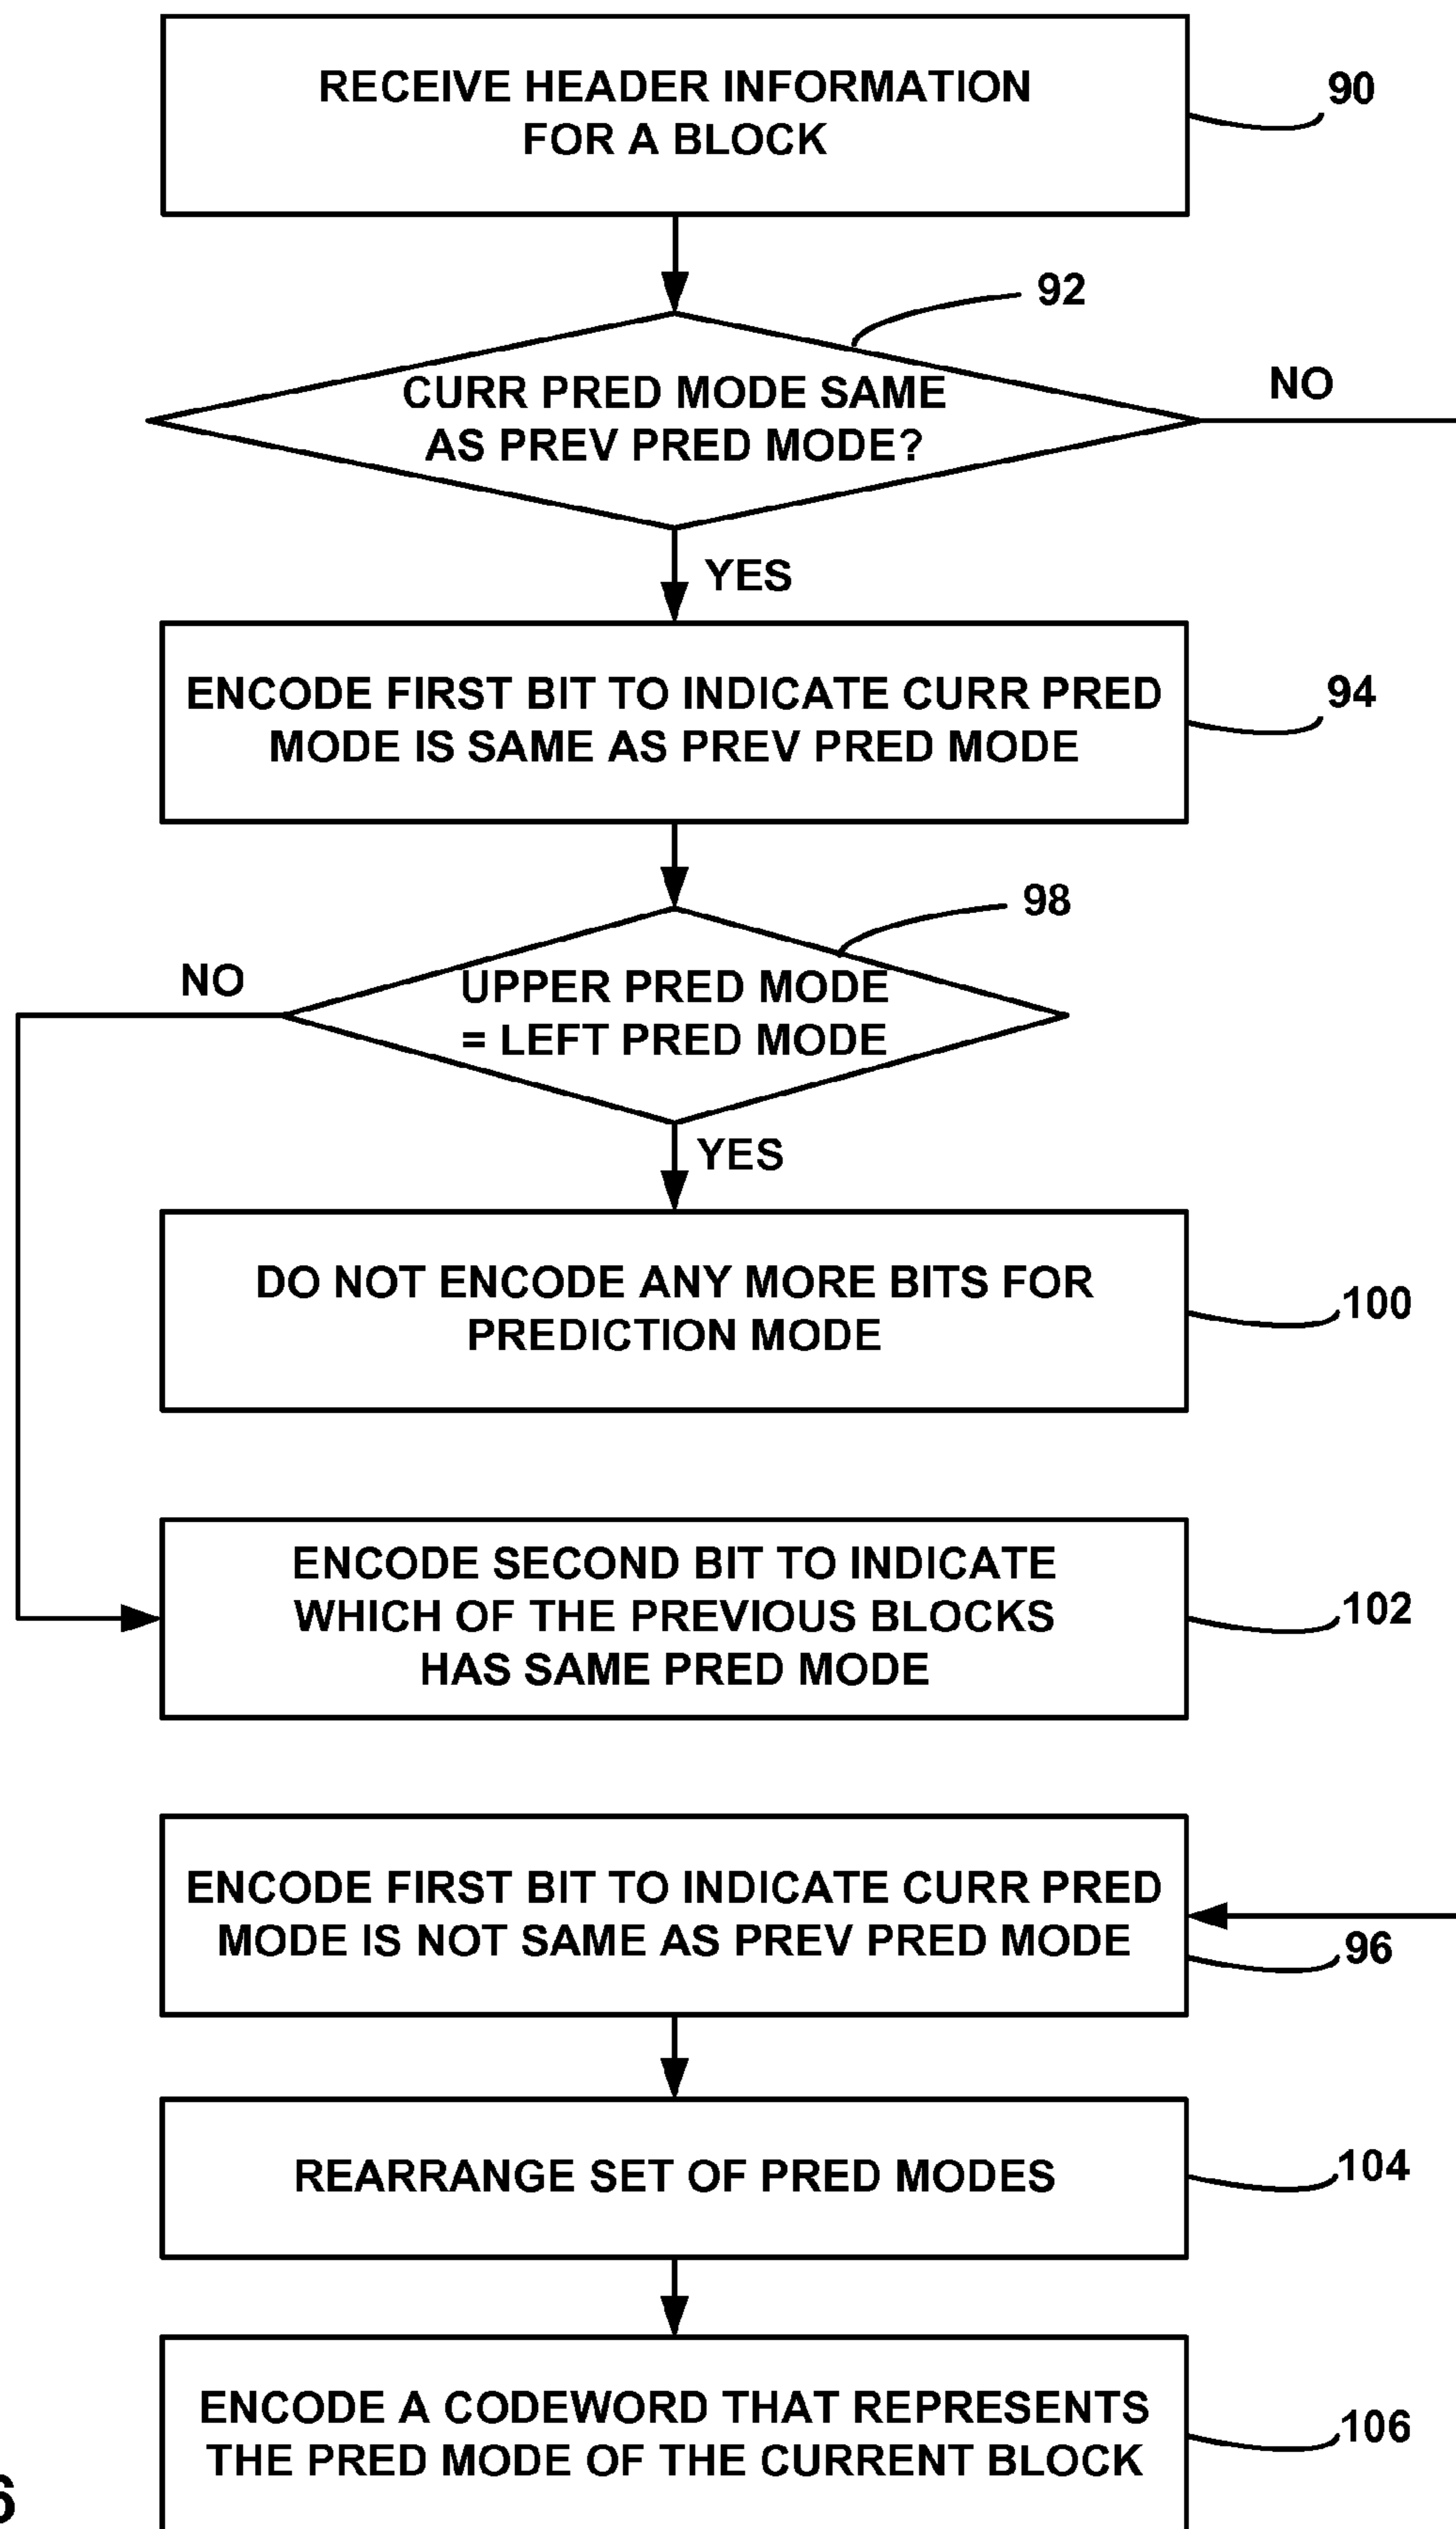 RECEIVE HEADER INFORMATION
FOR A BLOCK
90
92
CURR PRED MODE SAME
AS PREV PRED MODE?
NO
YES
ENCODE FIRST BIT TO INDICATE CURR PRED
MODE IS SAME AS PREV PRED MODE
94
98
NO
UPPER PRED MODE
= LEFT PRED MODE
YES
DO NOT ENCODE ANY MORE BITS FOR
PREDICTION MODE
100
ENCODE SECOND BIT TO INDICATE
WHICH OF THE PREVIOUS BLOCKS
HAS SAME PRED MODE
102
ENCODE FIRST BIT TO INDICATE CURR PRED
MODE IS NOT SAME AS PREV PRED MODE
96
REARRANGE SET OF PRED MODES
104
ENCODE A CODEWORD THAT REPRESENTS
THE PRED MODE OF THE CURRENT BLOCK
106